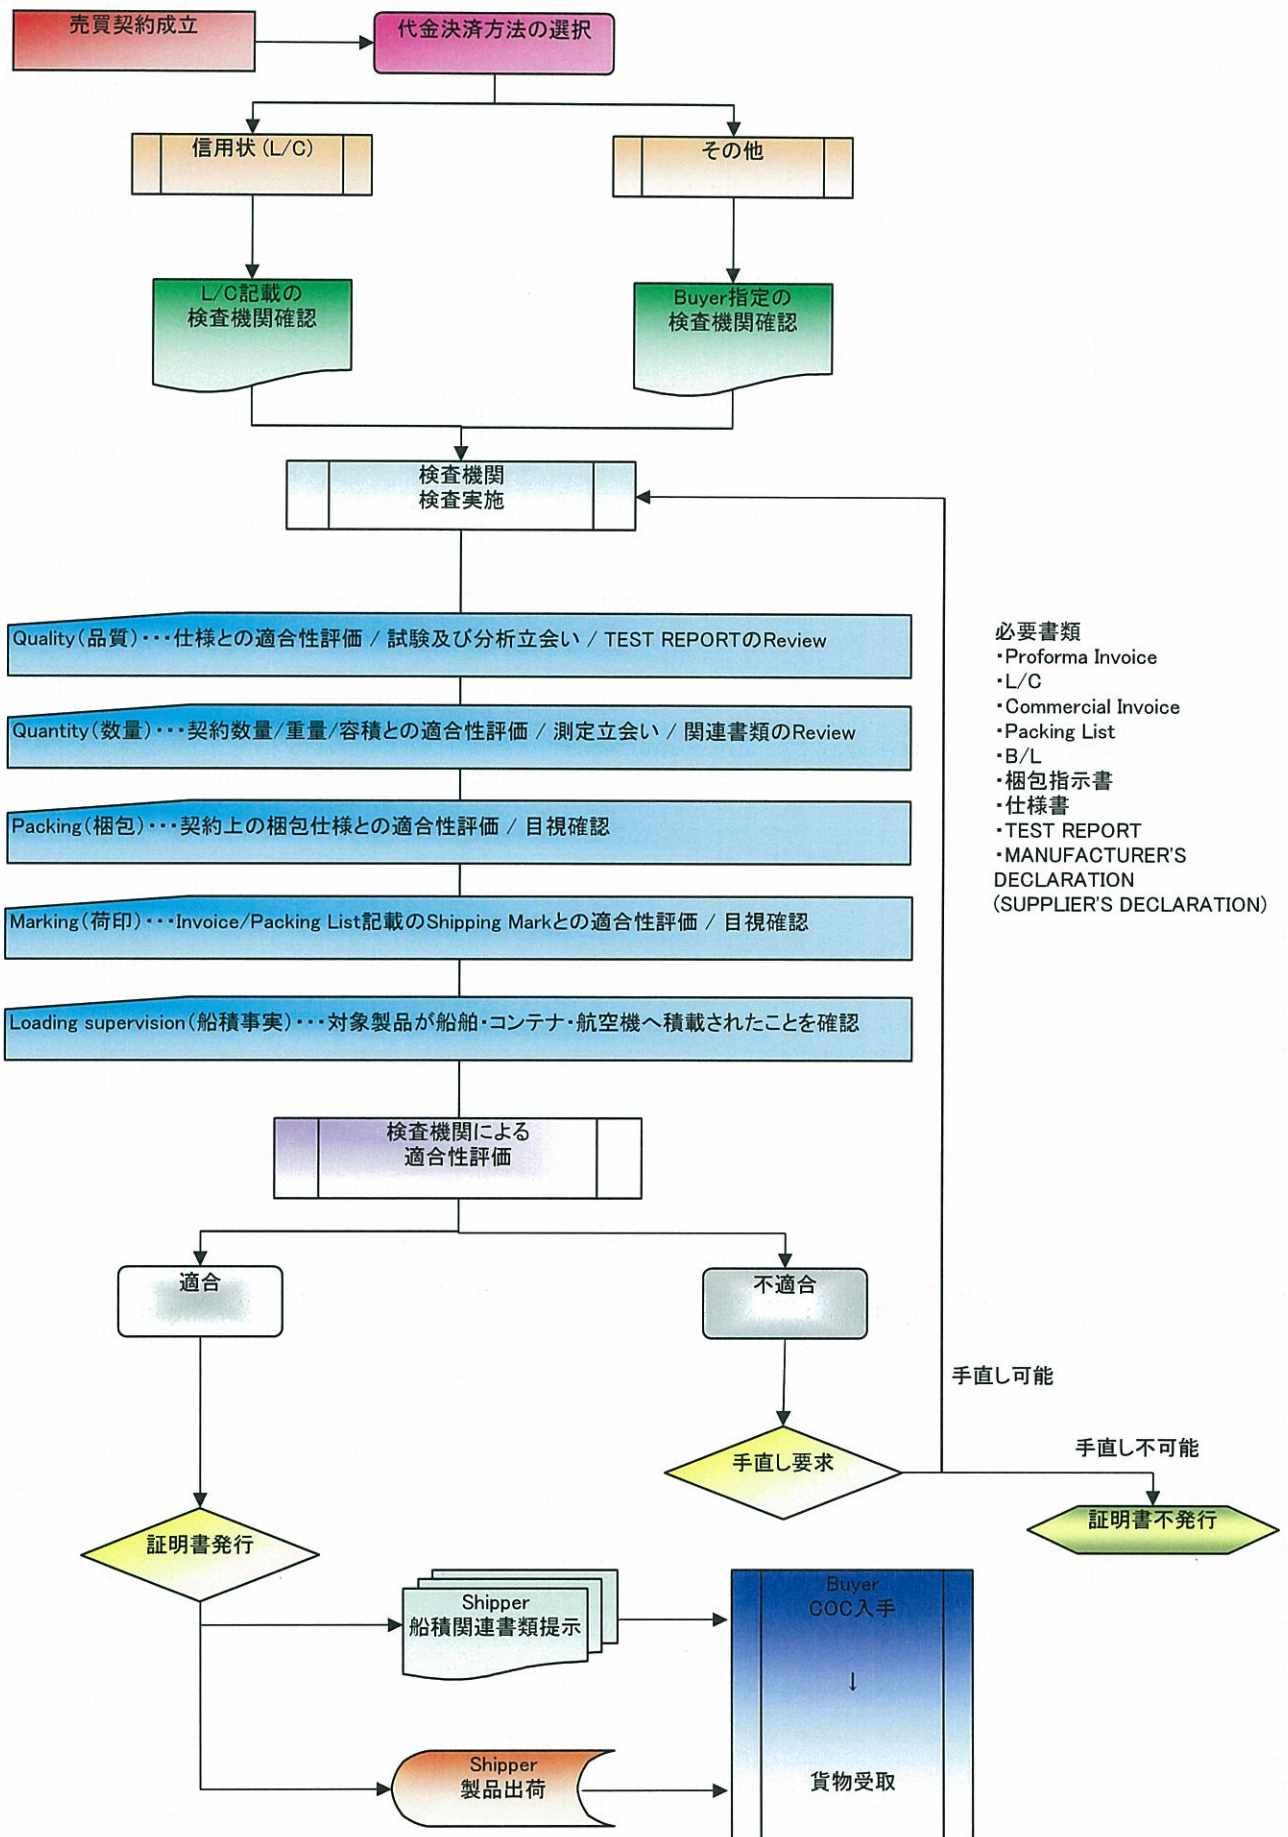 売買契約成立
代金決済方法の選択
信用状 (L/C)
その他
L/C記載の
検査機関確認
Buyer指定の
検査機関確認
検査機関
検査実施
Quality(品質)・・・仕様との適合性評価 / 試験及び分析立会い / TEST REPORTのReview
Quantity(数量)・・・契約数量/重量/容積との適合性評価 / 測定立会い / 関連書類のReview
Packing(梱包)・・・契約上の梱包仕様との適合性評価 / 目視確認
Marking(荷印)・・・Invoice/Packing List記載のShipping Markとの適合性評価 / 目視確認
Loading supervision(船積事実)・・・対象製品が船舶・コンテナ・航空機へ積載されたことを確認
必要書類
・Proforma Invoice
・L/C
・Commercial Invoice
・Packing List
・B/L
・梱包指示書
・仕様書
・TEST REPORT
・MANUFACTURER'S
DECLARATION
(SUPPLIER'S DECLARATION)
検査機関による
適合性評価
適合
不適合
手直し可能
手直し要求
手直し不可能
証明書不発行
証明書発行
Shipper
船積関連書類提示
Buyer
COC入手
↓
貨物受取
Shipper
製品出荷